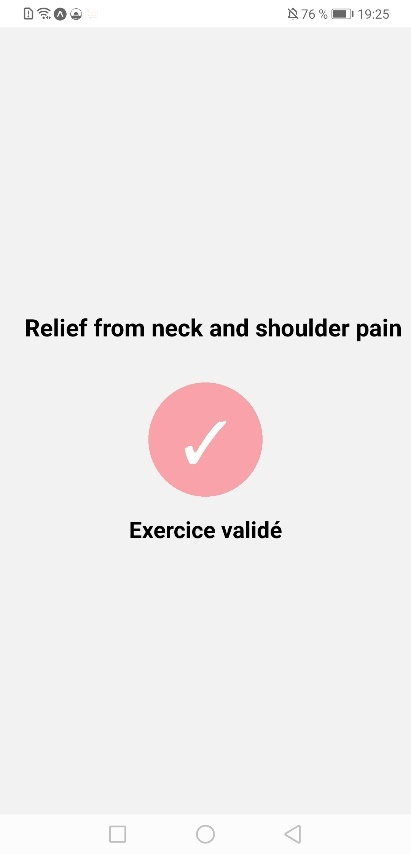 76 % 19:25
Relief from neck and shoulder pain
Exercice validé